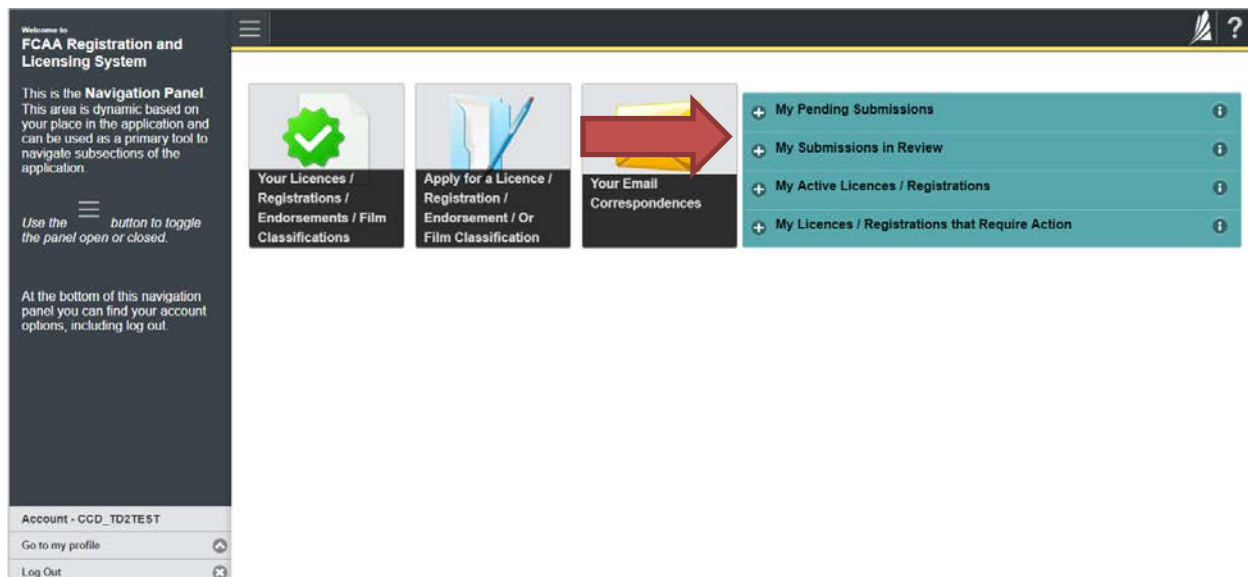 Welcome to
FCAA Registration and
Licensing System
This is the Navigation Panel.
This area is dynamic based on
your place in the application and
can be used as a primary tool to
navigate subsections of the
application.
Use the button to toggle
the panel open or closed.
At the bottom of this navigation
panel you can find your account
options, including log out.
Account - CCD_TD2TEST
Go to my profile
Log Out
?
Your Licences /
Registrations /
Endorsements / Film
Classifications
Apply for a Licence /
Registration /
Endorsement / Or
Film Classification
Your Email
Correspondences
My Pending Submissions
My Submissions in Review
My Active Licences / Registrations
My Licences / Registrations that Require Action